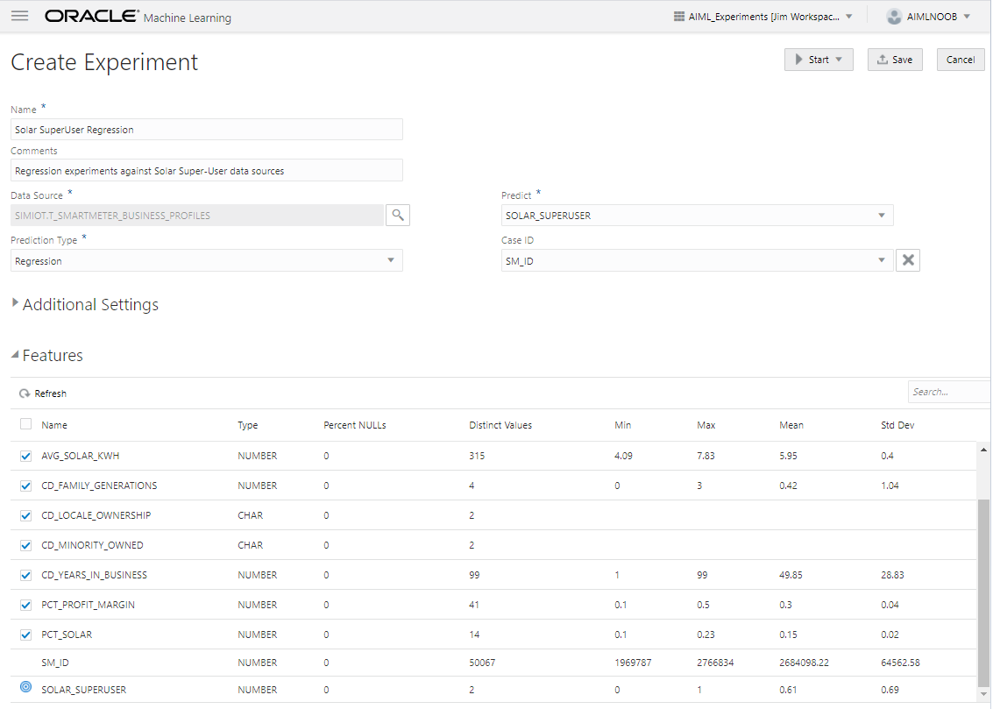 ORACLE Machine Learning AIML_Experiments [Jim Workspac... AIMLNOOB
Create Experiment Start Save Cancel
Name *
Solar SuperUser Regression
Comments
Regression experiments against Solar Super-User data sources
Data Source * Predict *
SIMIOT.T_SMARTMETER_BUSINESS_PROFILES SOLAR_SUPERUSER
Prediction Type * Case ID
Regression SM_ID
Additional Settings
Features
Refresh Search...
Name Type Percent NULLs Distinct Values Min Max Mean Std Dev
AVG_SOLAR_KWH NUMBER 0 315 4.09 7.83 5.95 0.4
CD_FAMILY_GENERATIONS NUMBER 0 4 0 3 0.42 1.04
CD_LOCALE_OWNERSHIP CHAR 0 2
CD_MINORITY_OWNED CHAR 0 2
CD_YEARS_IN_BUSINESS NUMBER 0 99 1 99 49.85 28.83
PCT_PROFIT_MARGIN NUMBER 0 41 0.1 0.5 0.3 0.04
PCT_SOLAR NUMBER 0 14 0.1 0.23 0.15 0.02
SM_ID NUMBER 0 50067 1969787 2766834 2684098.22 64562.58
SOLAR_SUPERUSER NUMBER 0 2 0 1 0.61 0.69